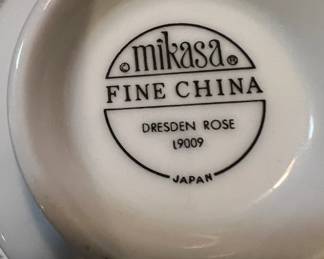 © mikasa ®
FINE CHINA
DRESDEN ROSE
L9009
JAPAN